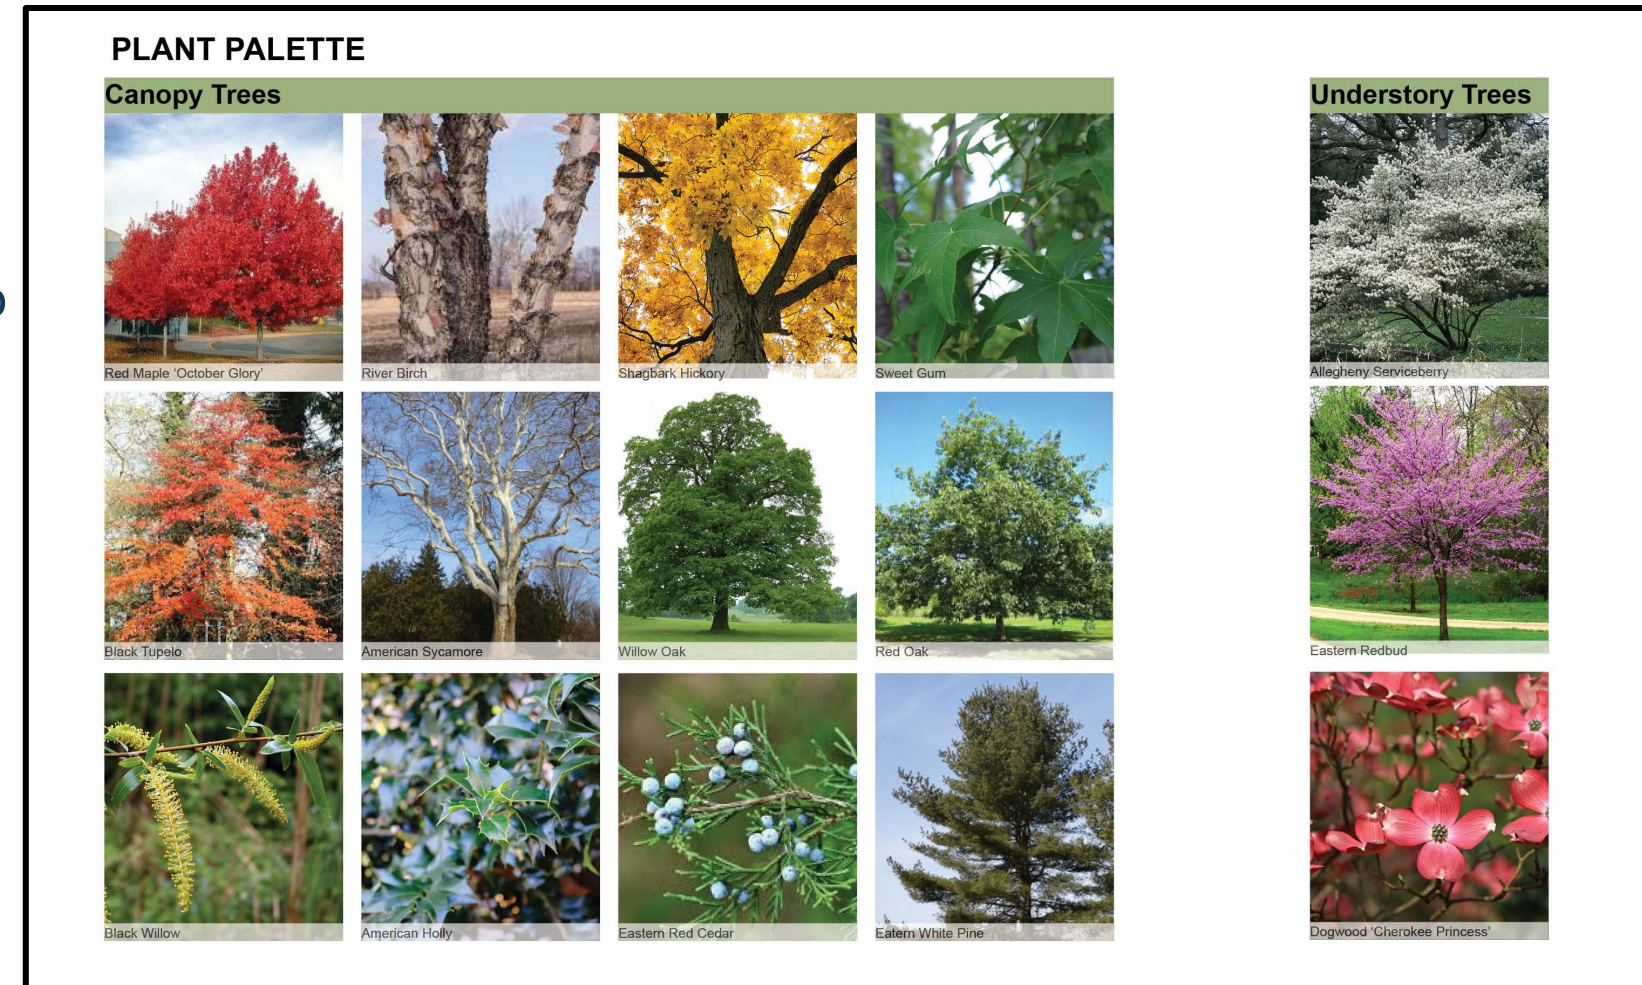 PLANT PALETTE
Canopy Trees
Understory Trees
Red Maple ‘October Glory’
River Birch
Shagbark Hickory
Sweet Gum
Allegheny Serviceberry
Black Tupelo
American Sycamore
Willow Oak
Red Oak
Eastern Redbud
Black Willow
American Holly
Eastern Red Cedar
Eatern White Pine
Dogwood ‘Cherokee Princess’